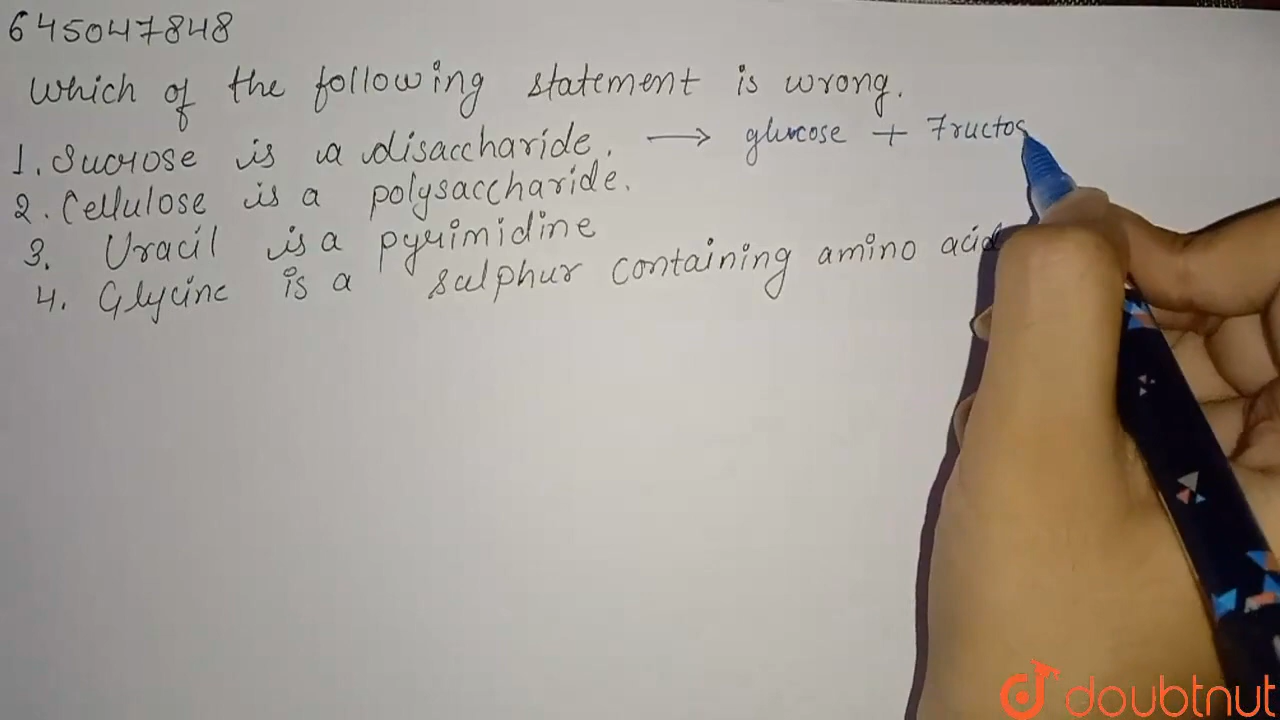 645047848
Which of the following statement is wrong.
1. Sucrose is a disaccharide. → glucose + Fructos
2. Cellulose is a polysaccharide.
3. Uracil is a pyrimidine
4. Glycine is a sulphur containing amino acid
doubtnut